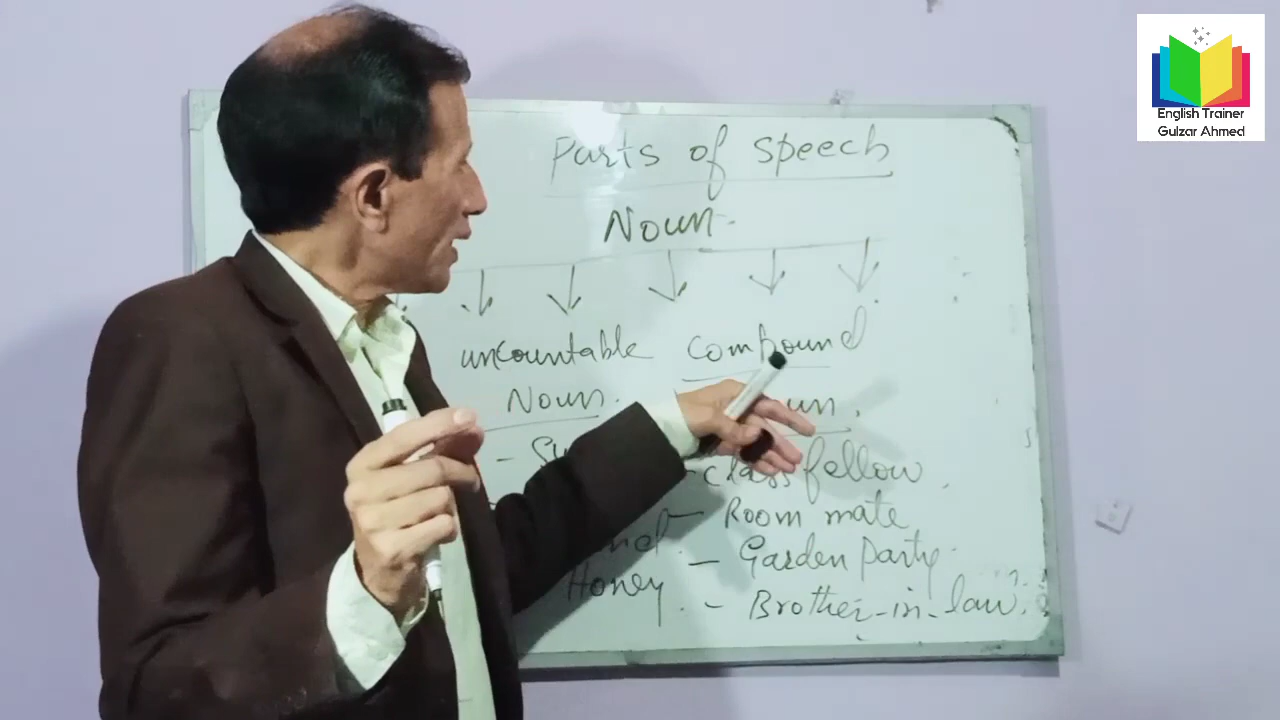 English Trainer
Gulzar Ahmed
Parts of Speech
Noun
uncountable
Noun.
compound
class fellow
- Room mate
- Garden Party
Honey
- Brother-in-law